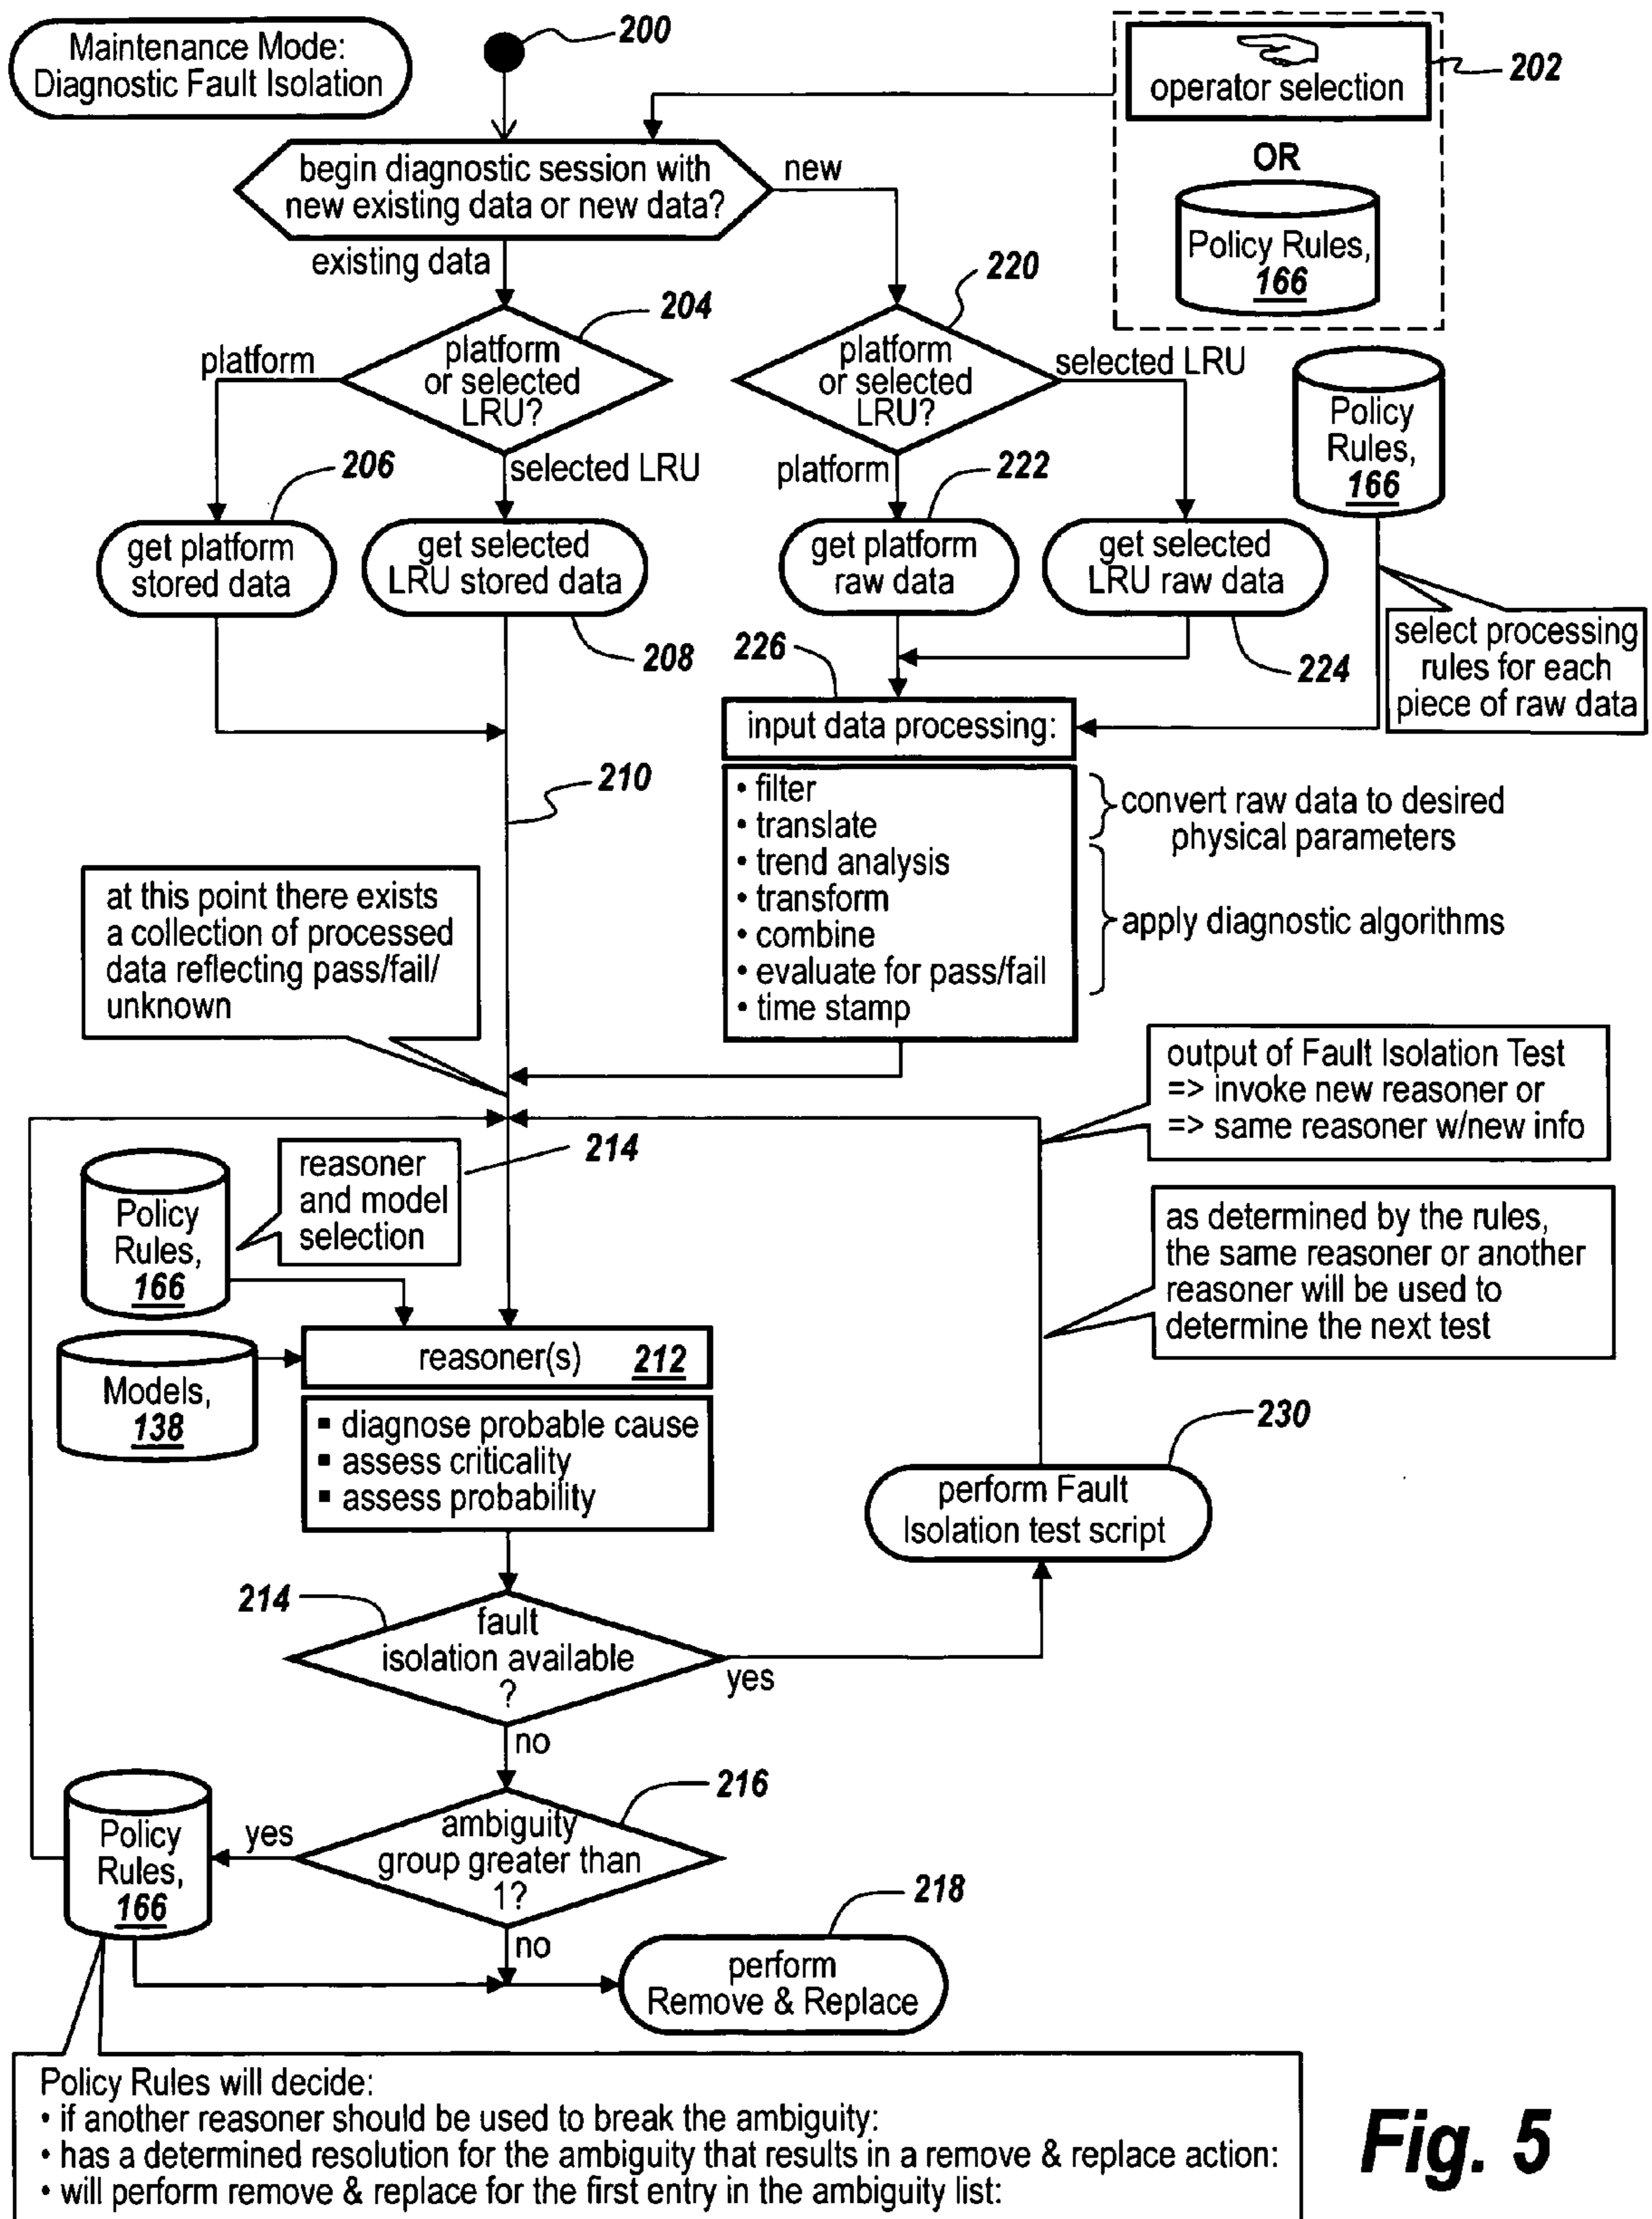 Maintenance Mode:
Diagnostic Fault Isolation
200
operator selection
202
OR
Policy Rules,
166
begin diagnostic session with
new existing data or new data?
new
existing data
204
platform
or selected
LRU?
platform
selected LRU
220
platform
or selected
LRU?
selected LRU
platform
Policy
Rules,
166
206
get platform
stored data
get selected
LRU stored data
208
222
get platform
raw data
get selected
LRU raw data
224
select processing
rules for each
piece of raw data
226
input data processing:
• filter
• translate
• trend analysis
• transform
• combine
• evaluate for pass/fail
• time stamp
convert raw data to desired
physical parameters
apply diagnostic algorithms
210
at this point there exists
a collection of processed
data reflecting pass/fail/
unknown
output of Fault Isolation Test
=> invoke new reasoner or
=> same reasoner w/new info
as determined by the rules,
the same reasoner or another
reasoner will be used to
determine the next test
Policy
Rules,
166
reasoner
and model
selection
214
Models,
138
reasoner(s) 212
▪ diagnose probable cause
▪ assess criticality
▪ assess probability
230
perform Fault
Isolation test script
214
fault
isolation available
?
yes
no
216
ambiguity
group greater than
1?
yes
no
Policy
Rules,
166
218
perform
Remove & Replace
Policy Rules will decide:
• if another reasoner should be used to break the ambiguity:
• has a determined resolution for the ambiguity that results in a remove & replace action:
• will perform remove & replace for the first entry in the ambiguity list:
Fig. 5